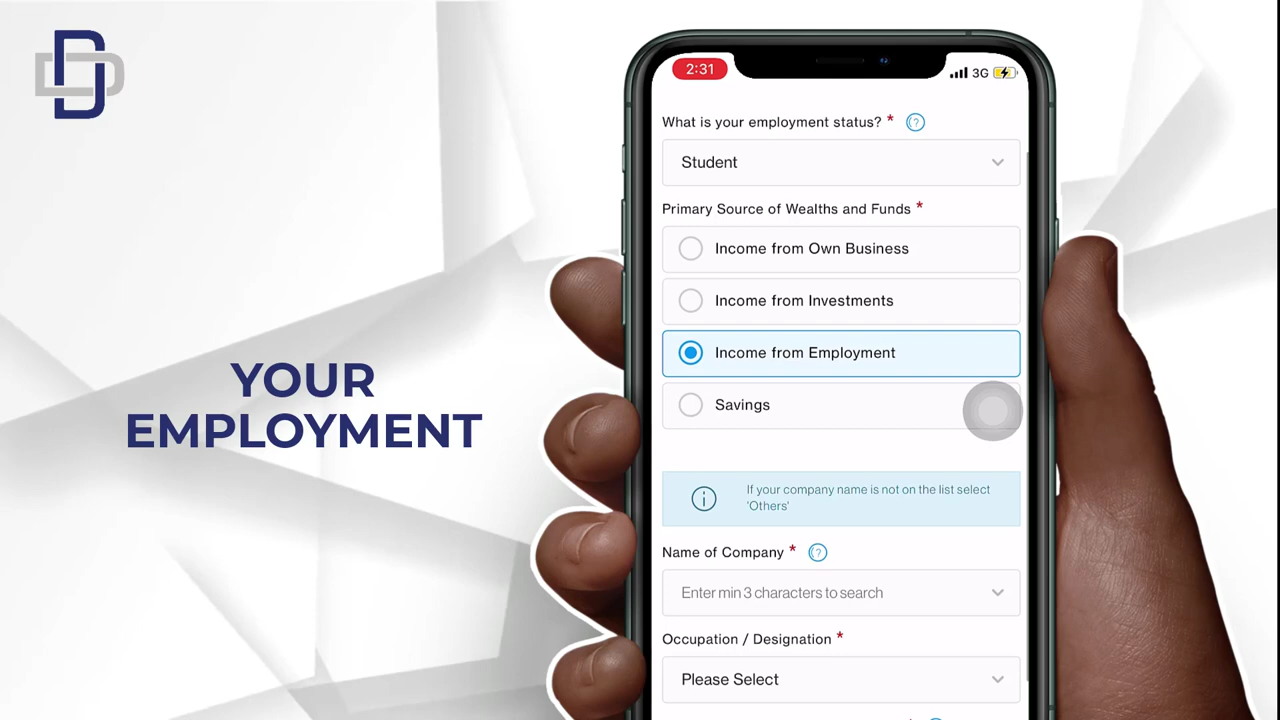 2:31
3G
What is your employment status? *
Student
Primary Source of Wealths and Funds *
Income from Own Business
Income from Investments
Income from Employment
Savings
If your company name is not on the list select
'Others'
Name of Company *
Enter min 3 characters to search
Occupation / Designation *
Please Select
YOUR
EMPLOYMENT